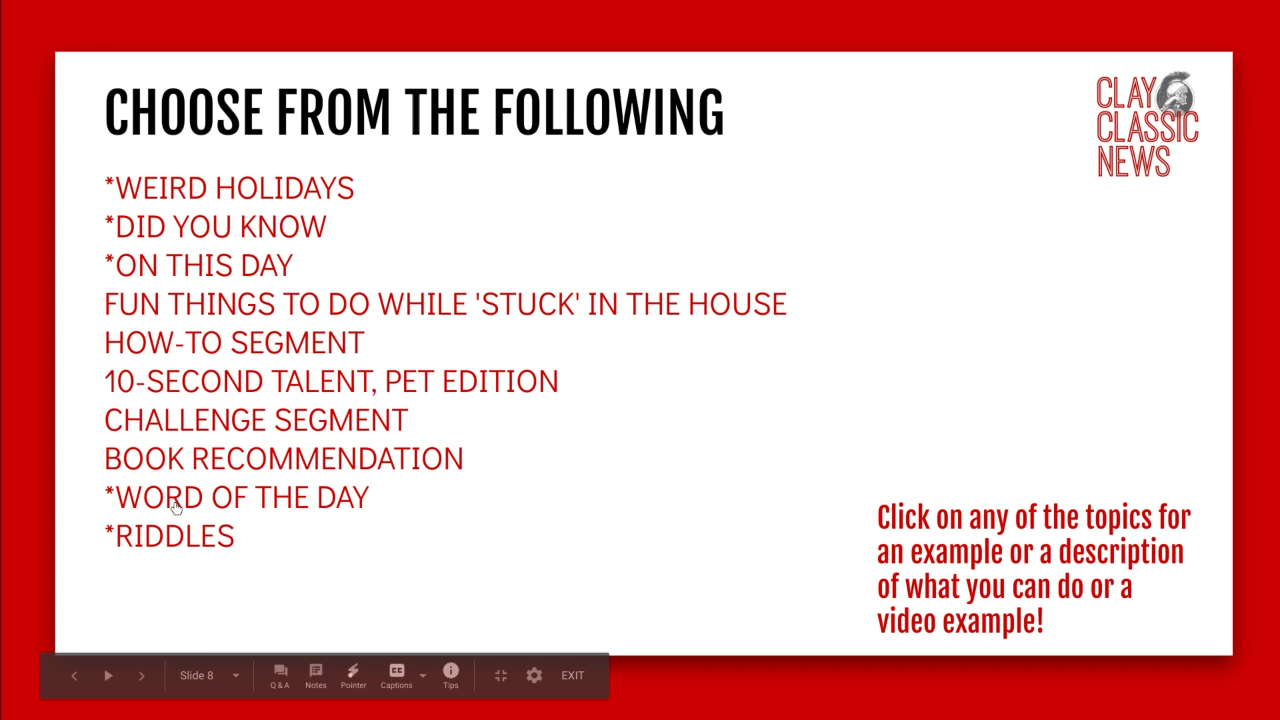 CHOOSE FROM THE FOLLOWING
CLAY
CLASSIC
NEWS
*WEIRD HOLIDAYS
*DID YOU KNOW
*ON THIS DAY
FUN THINGS TO DO WHILE 'STUCK' IN THE HOUSE
HOW-TO SEGMENT
10-SECOND TALENT, PET EDITION
CHALLENGE SEGMENT
BOOK RECOMMENDATION
*WORD OF THE DAY
*RIDDLES
Click on any of the topics for
an example or a description
of what you can do or a
video example!
Slide 8
Q & A
Notes
Pointer
CC
Captions
Tips
EXIT